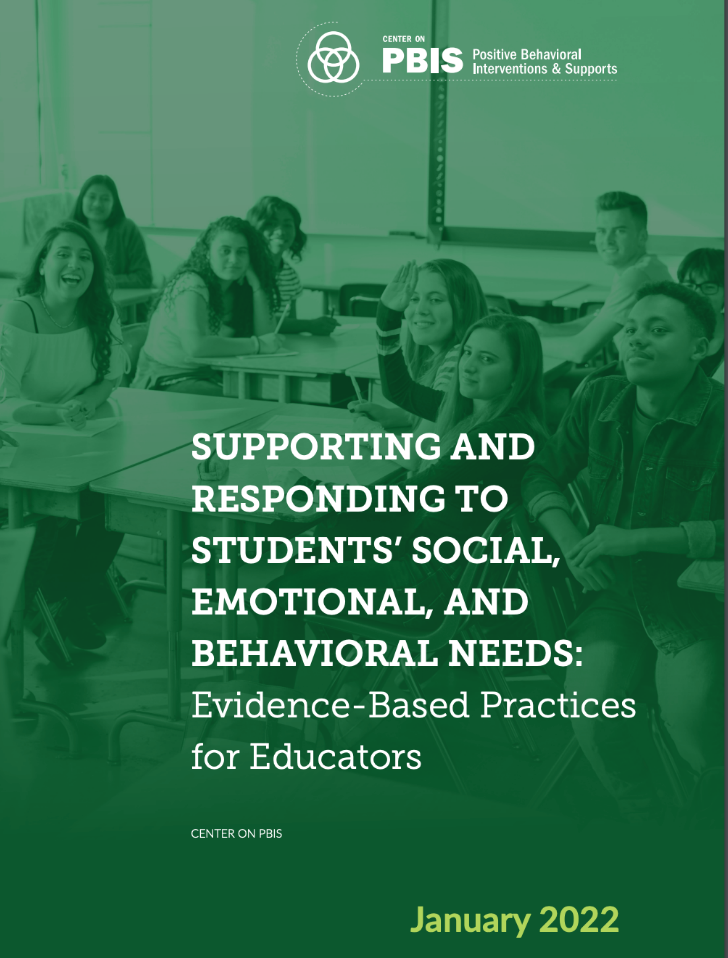 CENTER ON
PBIS Positive Behavioral
Interventions & Supports
SUPPORTING AND
RESPONDING TO
STUDENTS’ SOCIAL,
EMOTIONAL, AND
BEHAVIORAL NEEDS:
Evidence-Based Practices
for Educators
CENTER ON PBIS
January 2022